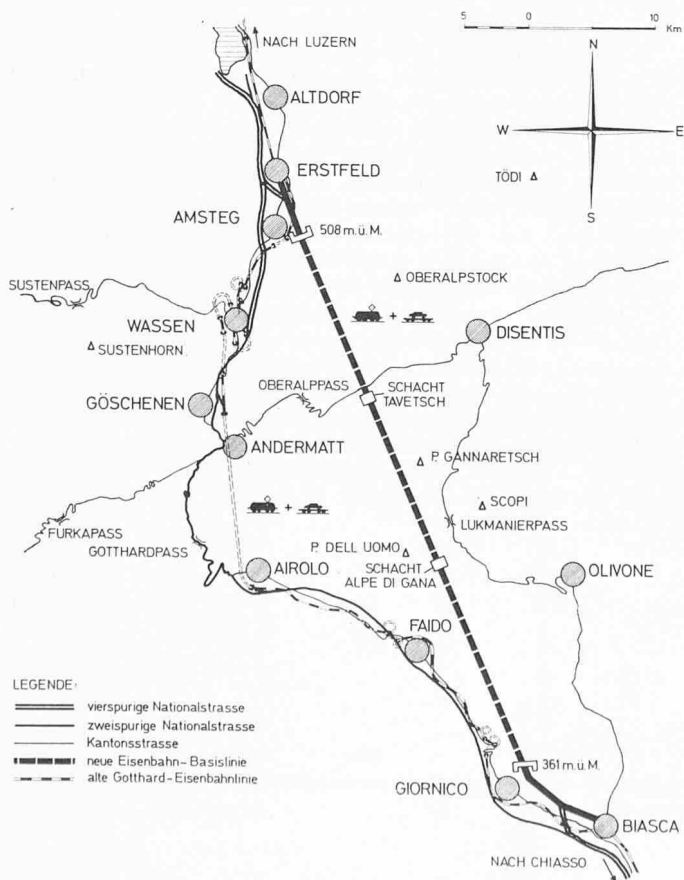 5 0 10
Km
NACH LUZERN
N
ALTDORF
W E
ERSTFELD
TÖDI
S
AMSTEG
508 m.ü.M.
SUSTENPASS
OBERALPSTOCK
+
WASSEN
DISENTIS
SUSTENHORN
OBERALPPASS
SCHACHT
TAVETSCH
GÖSCHENEN
ANDERMATT
P. GANNARETSCH
SCOPI
+
LUKMANIERPASS
FURKAPASS
GOTTHARDPASS
P. DELL UOMO
SCHACHT
ALPE DI GANA
AIROLO
OLIVONE
FAIDO
LEGENDE:
vierspurige Nationalstrasse
zweispurige Nationalstrasse
Kantonsstrasse
neue Eisenbahn-Basislinie
alte Gotthard-Eisenbahnlinie
361 m.ü.M.
GIORNICO
BIASCA
NACH CHIASSO